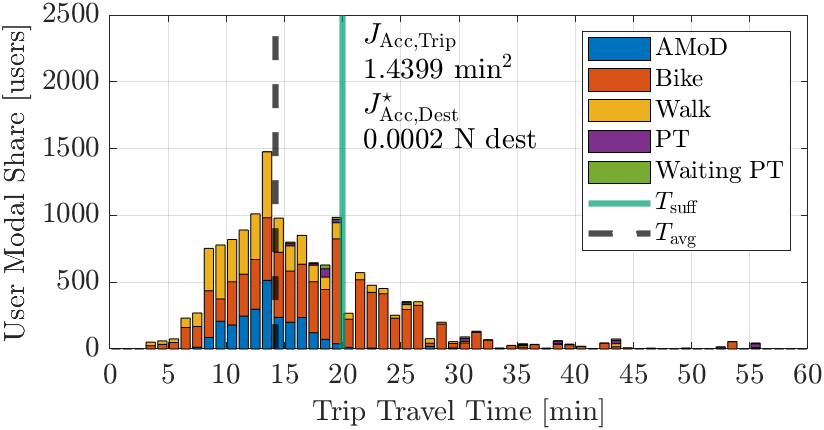 2500
2000
1500
1000
500
0
User Modal Share [users]
J_Acc,Trip
1.4399 min²
J⋆_Acc,Dest
0.0002 N dest
AMoD
Bike
Walk
PT
Waiting PT
T_suff
T_avg
0 5 10 15 20 25 30 35 40 45 50 55 60
Trip Travel Time [min]